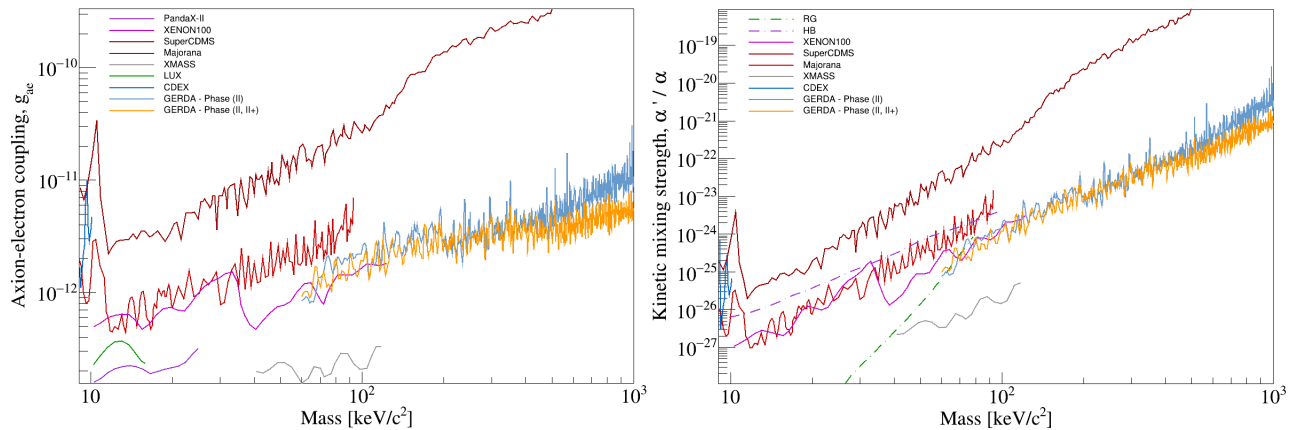 Axion-electron coupling, g_ae
10^-10
10^-11
10^-12
PandaX-II
XENON100
SuperCDMS
Majorana
XMASS
LUX
CDEX
GERDA - Phase (II)
GERDA - Phase (II, II+)
10
10^2
10^3
Mass [keV/c^2]
Kinetic mixing strength, α' / α
10^-19
10^-20
10^-21
10^-22
10^-23
10^-24
10^-25
10^-26
10^-27
RG
HB
XENON100
SuperCDMS
Majorana
XMASS
CDEX
GERDA - Phase (II)
GERDA - Phase (II, II+)
10
10^2
10^3
Mass [keV/c^2]